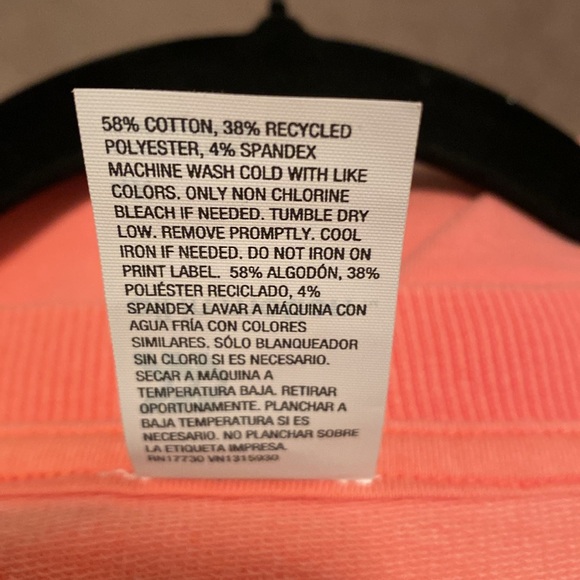 58% COTTON, 38% RECYCLED
POLYESTER, 4% SPANDEX
MACHINE WASH COLD WITH LIKE
COLORS. ONLY NON CHLORINE
BLEACH IF NEEDED. TUMBLE DRY
LOW. REMOVE PROMPTLY. COOL
IRON IF NEEDED. DO NOT IRON ON
PRINT LABEL. 58% ALGODÓN, 38%
POLIÉSTER RECICLADO, 4%
SPANDEX LAVAR A MÁQUINA CON
AGUA FRÍA CON COLORES
SIMILARES. SÓLO BLANQUEADOR
SIN CLORO SI ES NECESARIO.
SECAR A MÁQUINA A
TEMPERATURA BAJA. RETIRAR
OPORTUNAMENTE. PLANCHAR A
BAJA TEMPERATURA SI ES
NECESARIO. NO PLANCHAR SOBRE
LA ETIQUETA IMPRESA.
RN17730 VN1315930